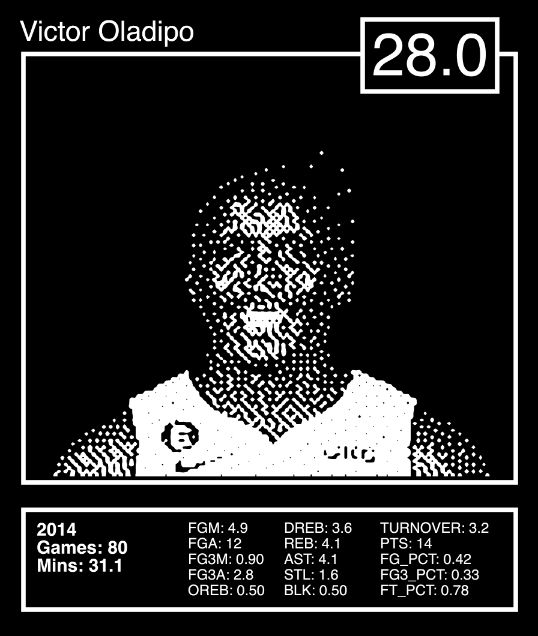 Victor Oladipo
28.0
2014
Games: 80
Mins: 31.1
FGM: 4.9
FGA: 12
FG3M: 0.90
FG3A: 2.8
OREB: 0.50
DREB: 3.6
REB: 4.1
AST: 4.1
STL: 1.6
BLK: 0.50
TURNOVER: 3.2
PTS: 14
FG_PCT: 0.42
FG3_PCT: 0.33
FT_PCT: 0.78